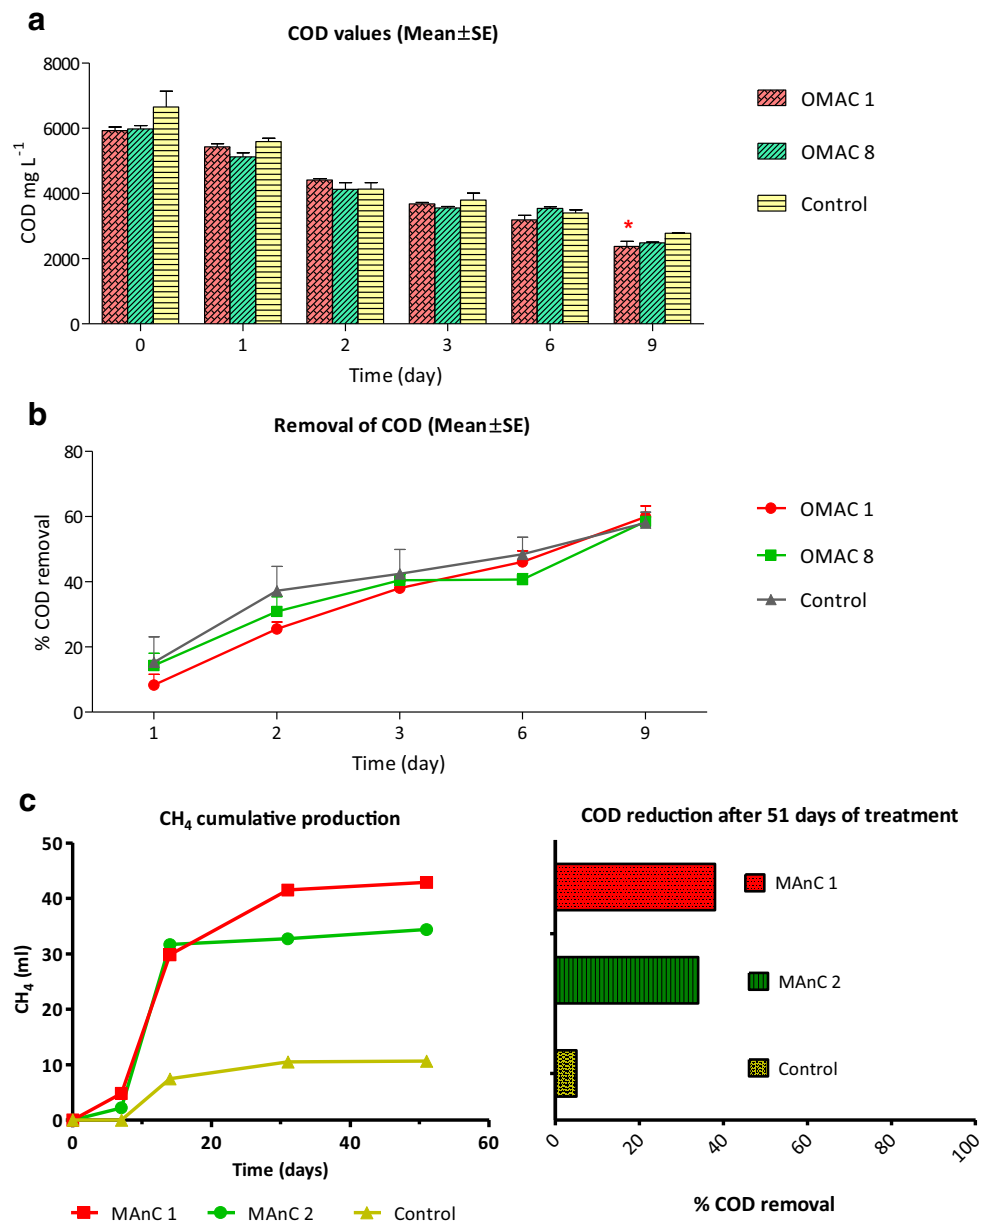 a
COD values (Mean±SE)
8000
6000
4000
2000
0
COD mg L⁻¹
*
0 1 2 3 6 9
Time (day)
OMAC 1
OMAC 8
Control
b
Removal of COD (Mean±SE)
80
60
40
20
0
% COD removal
1 2 3 6 9
Time (day)
OMAC 1
OMAC 8
Control
c
CH₄ cumulative production
50
40
30
20
10
0
CH₄ (ml)
0 20 40 60
Time (days)
MAnC 1 MAnC 2 Control
COD reduction after 51 days of treatment
MAnC 1
MAnC 2
Control
0 20 40 60 80 100
% COD removal